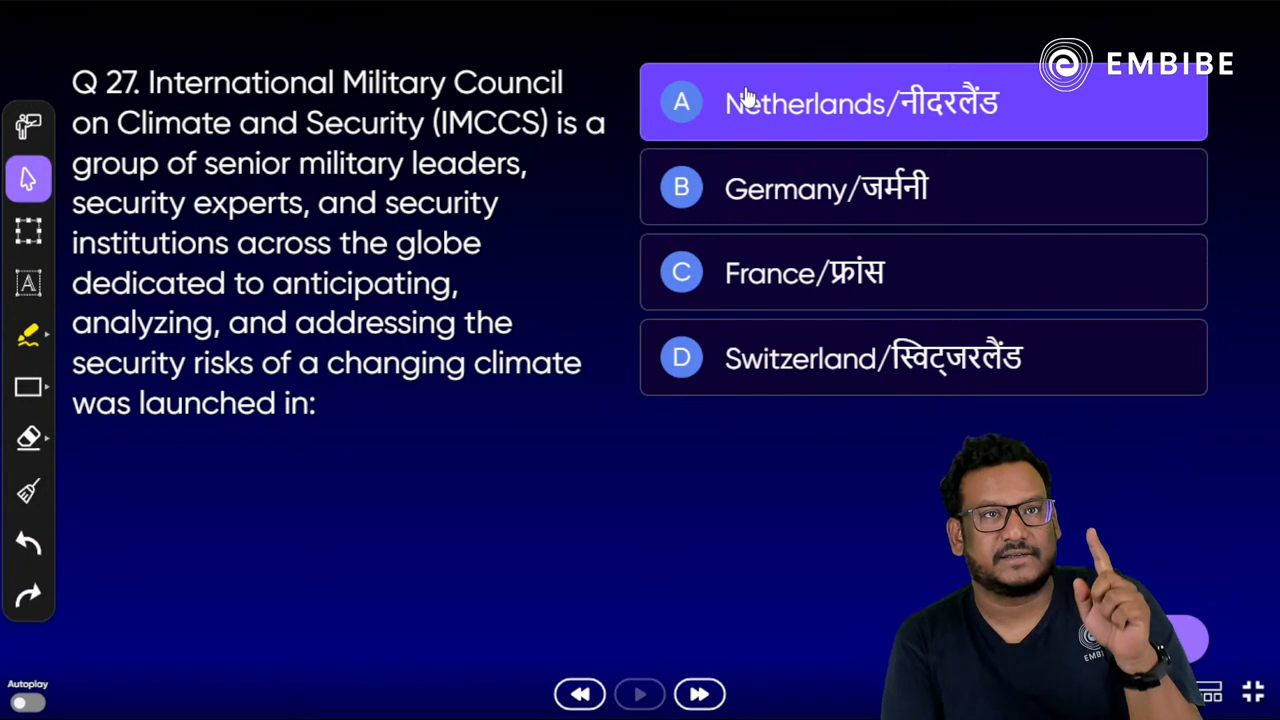 EMBIBE
Q 27. International Military Council
on Climate and Security (IMCCS) is a
group of senior military leaders,
security experts, and security
institutions across the globe
dedicated to anticipating,
analyzing, and addressing the
security risks of a changing climate
was launched in:
A Netherlands/नीदरलैंड
B Germany/जर्मनी
C France/फ्रांस
D Switzerland/स्विट्जरलैंड
A
EMB
Autoplay